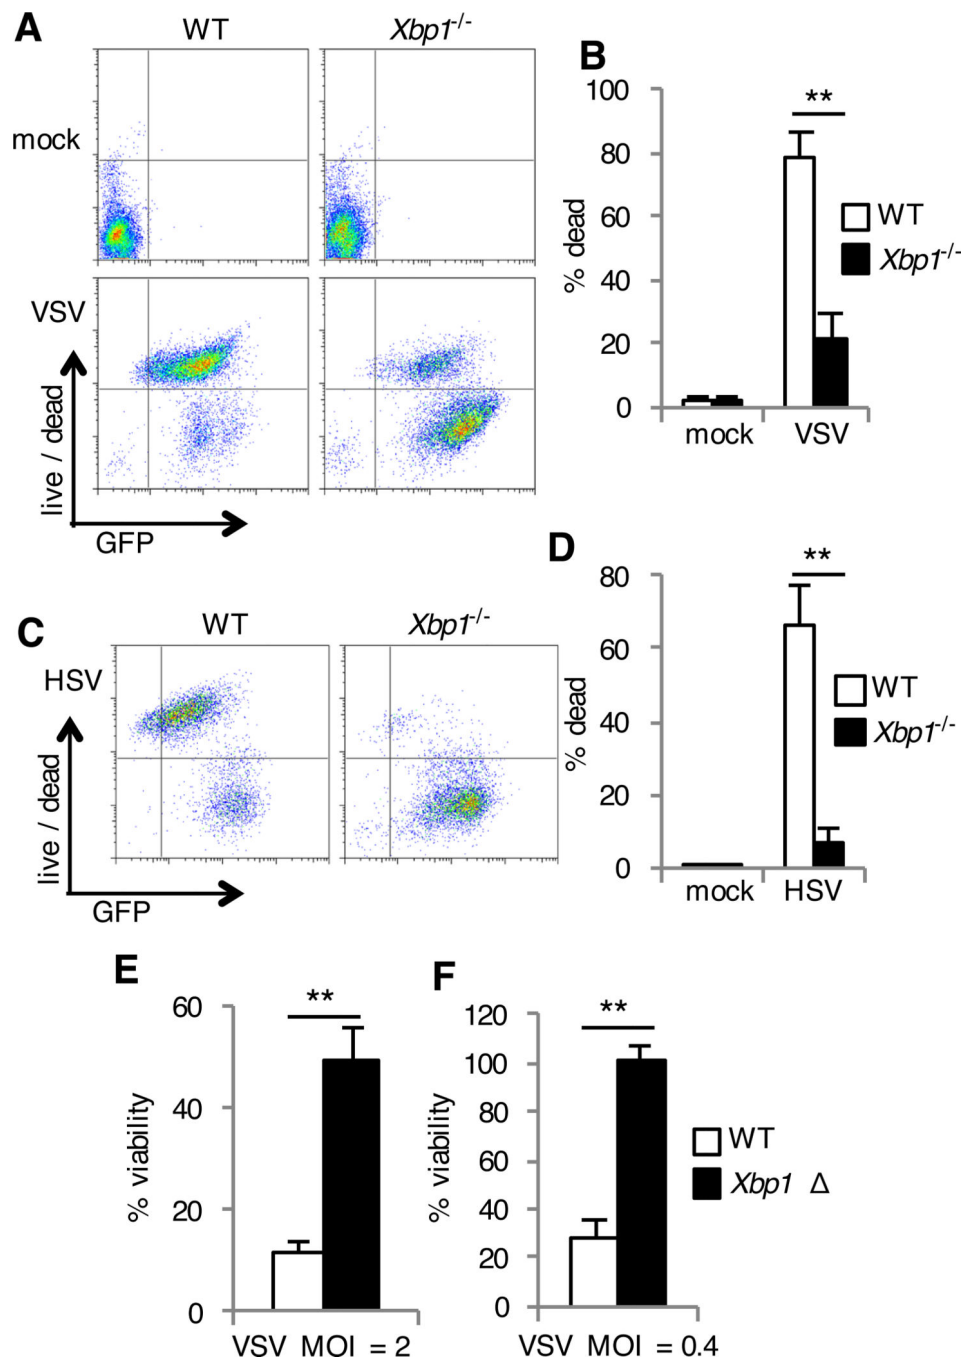 A
WT
Xbp1-/-
mock
VSV
live / dead
GFP
B
100
80
60
40
20
0
% dead
**
WT
Xbp1-/-
mock
VSV
C
WT
Xbp1-/-
HSV
live / dead
GFP
D
80
60
40
20
0
% dead
**
WT
Xbp1-/-
mock
HSV
E
60
40
20
0
% viability
**
VSV MOI = 2
F
120
100
80
60
40
20
0
% viability
**
WT
Xbp1 Δ
VSV MOI = 0.4